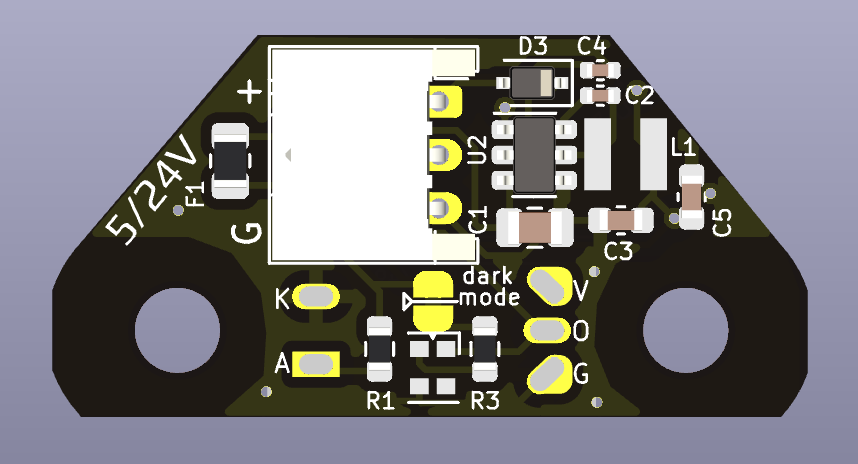 D3 C4
+
C2
5/24V
F1
U2
L1
G
C1
C3
C5
dark
mode
K
V
O
A
G
R1
R3